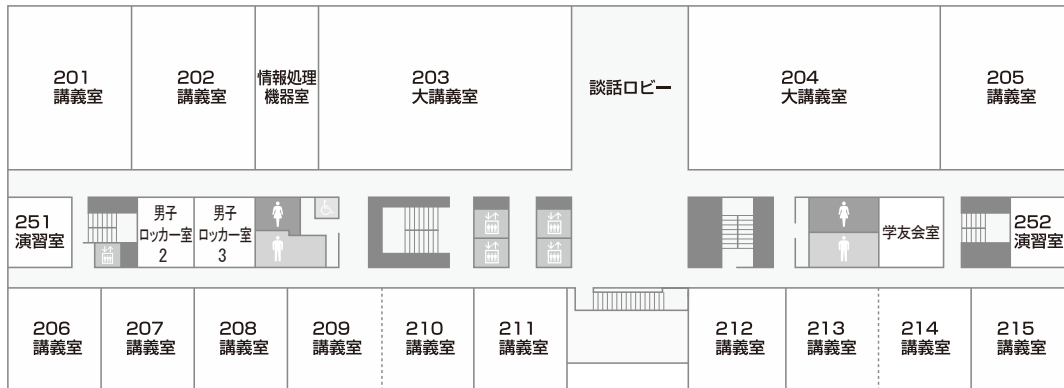 201
講義室
202
講義室
情報処理
機器室
203
大講義室
談話ロビー
204
大講義室
205
講義室
251
演習室
男子
ロッカー室
2
男子
ロッカー室
3
学友会室
252
演習室
206
講義室
207
講義室
208
講義室
209
講義室
210
講義室
211
講義室
212
講義室
213
講義室
214
講義室
215
講義室